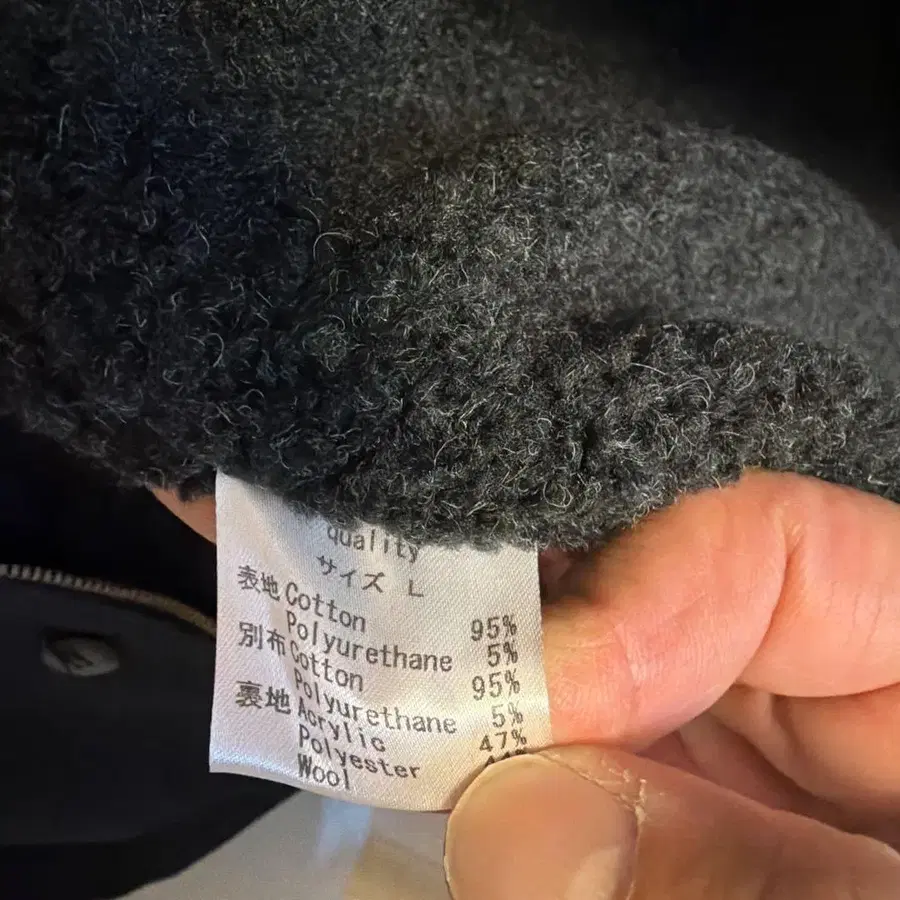 quality
サイズ L
表地 Cotton 95%
Polyurethane 5%
別布 Cotton 95%
Polyurethane 5%
裏地 Acrylic 47%
Polyester
Wool